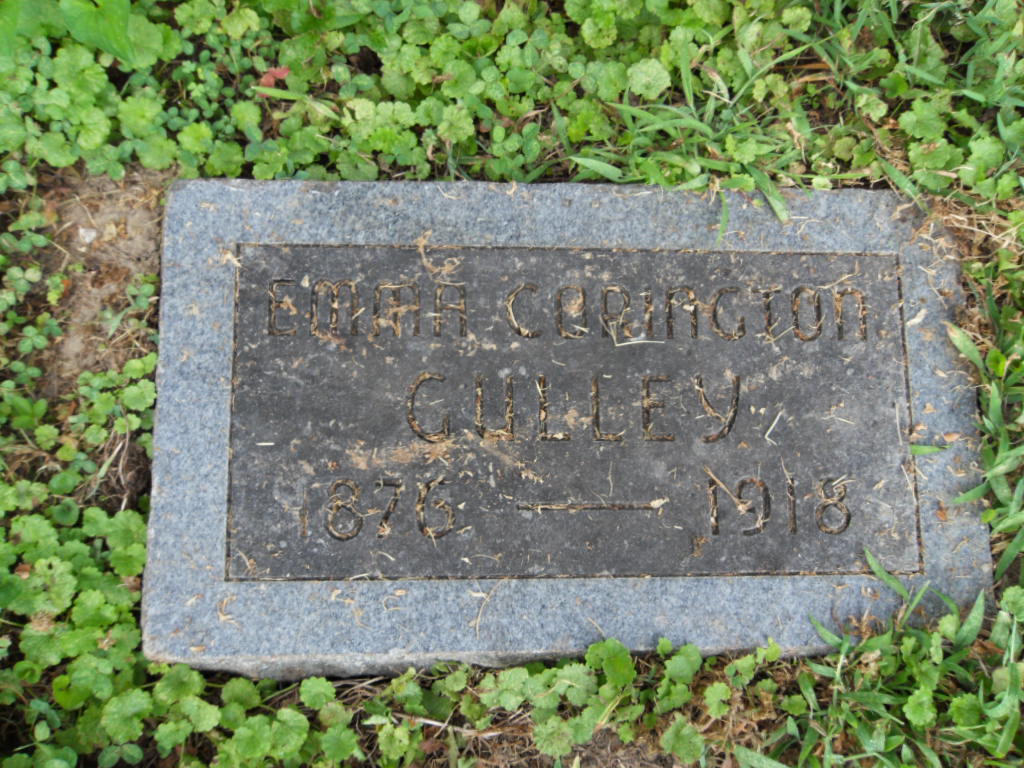 EMMA CORINGTON
GULLEY
1876 — 1918